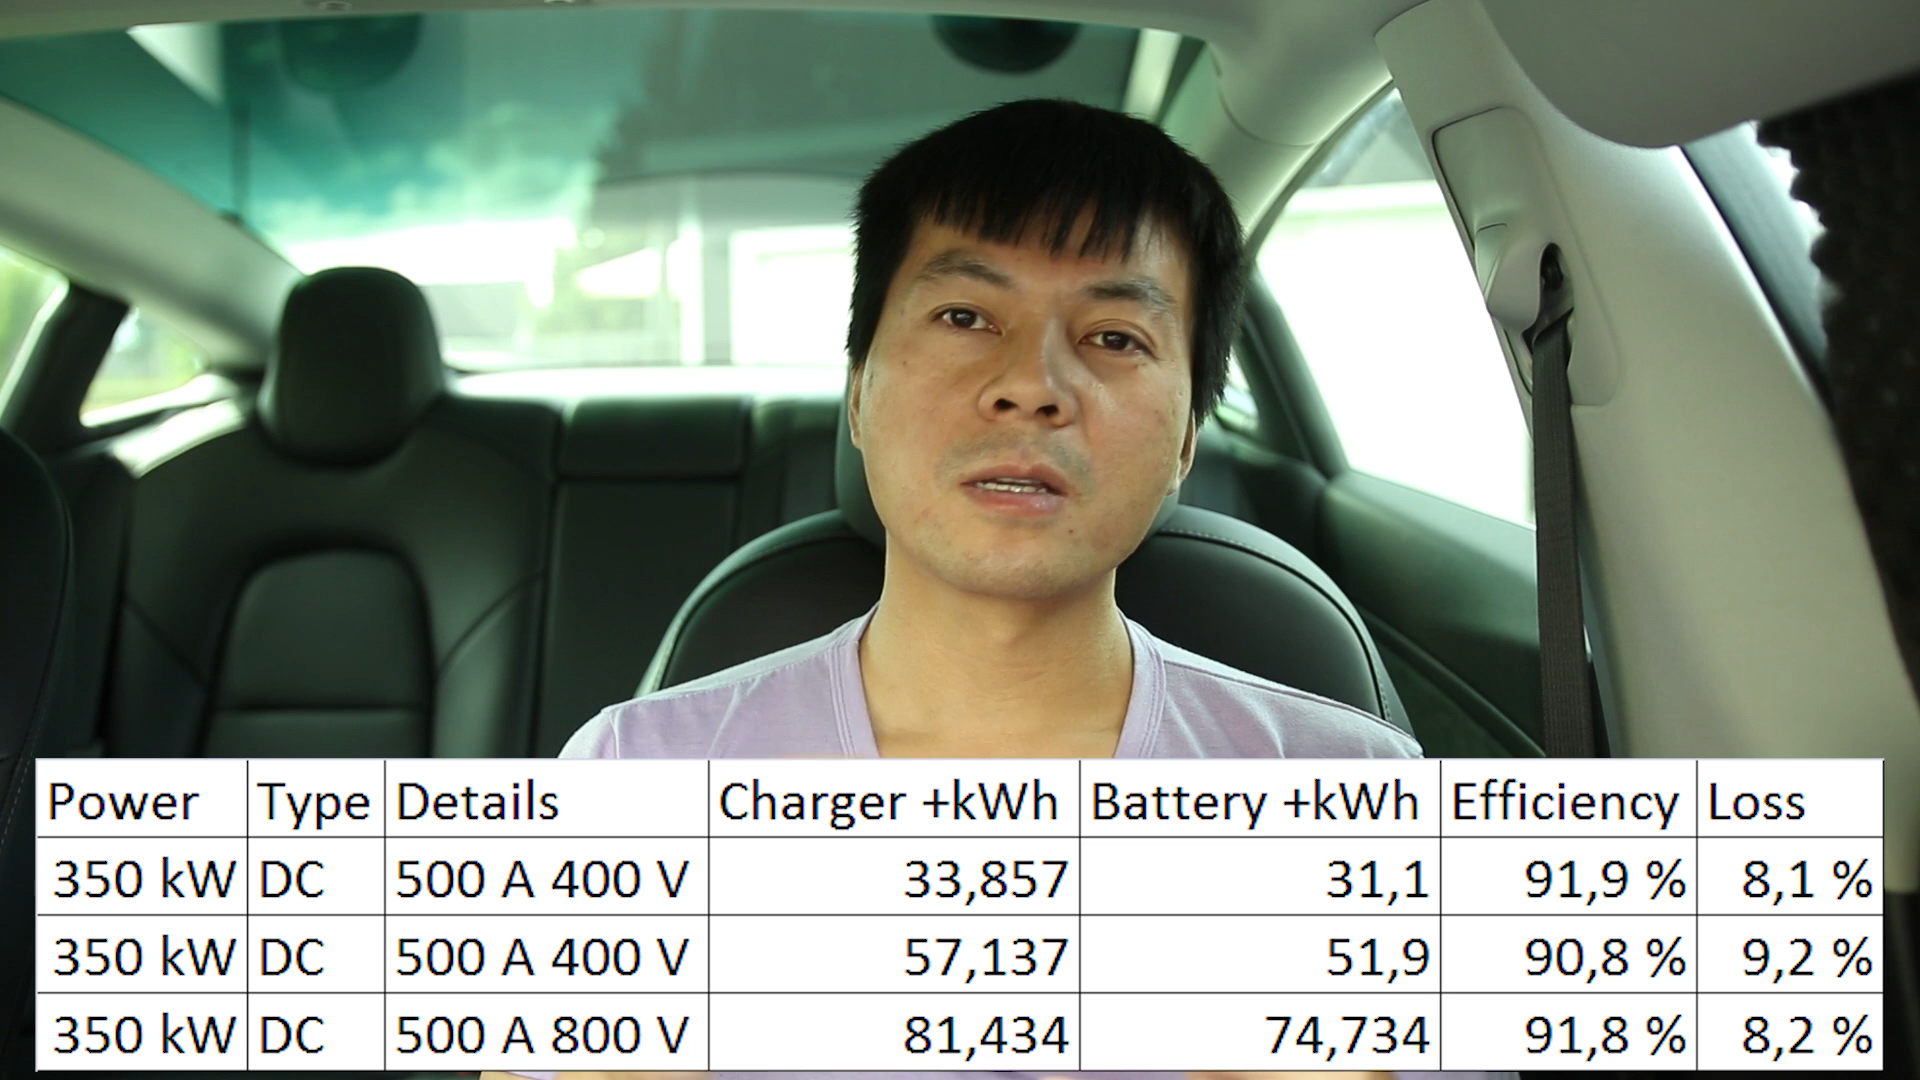 Power Type Details Charger +kWh Battery +kWh Efficiency Loss
350 kW DC 500 A 400 V 33,857 31,1 91,9 % 8,1 %
350 kW DC 500 A 400 V 57,137 51,9 90,8 % 9,2 %
350 kW DC 500 A 800 V 81,434 74,734 91,8 % 8,2 %